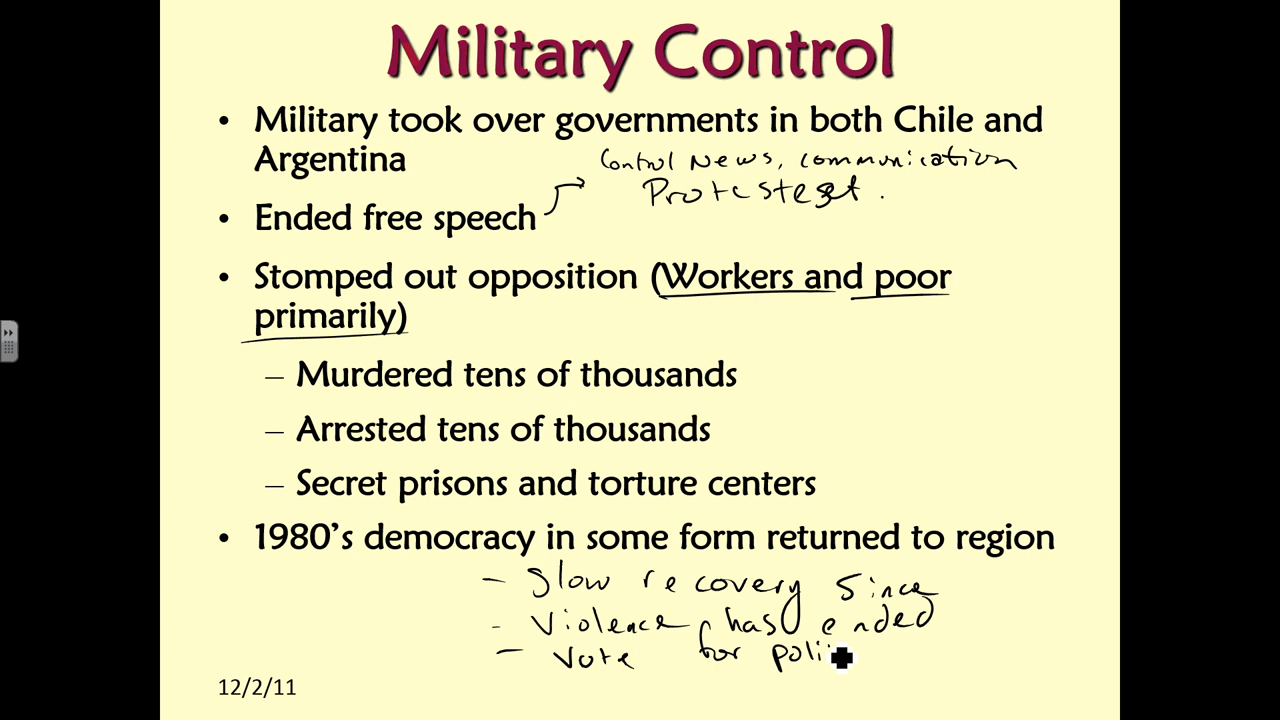 Military Control
• Military took over governments in both Chile and
Argentina
Control News, communication
Protest
• Ended free speech
• Stomped out opposition (Workers and poor
primarily)
– Murdered tens of thousands
– Arrested tens of thousands
– Secret prisons and torture centers
• 1980's democracy in some form returned to region
– Slow recovery since
- Violence has ended
– Vote for poli
12/2/11